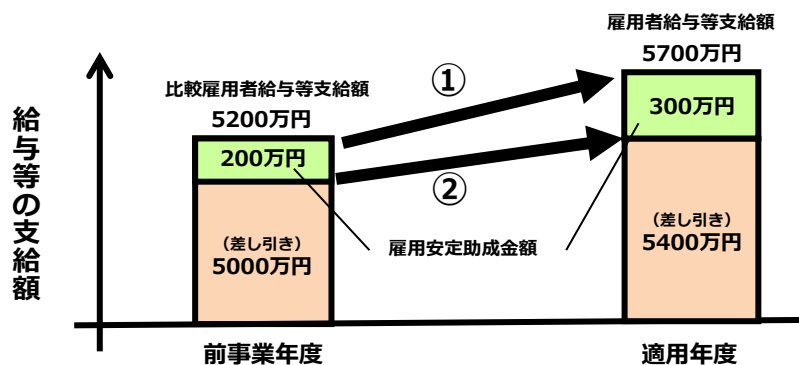 雇用者給与等支給額
5700万円
300万円
（差し引き）
5400万円
適用年度
①
②
雇用安定助成金額
比較雇用者給与等支給額
5200万円
200万円
（差し引き）
5000万円
前事業年度
給与等の支給額